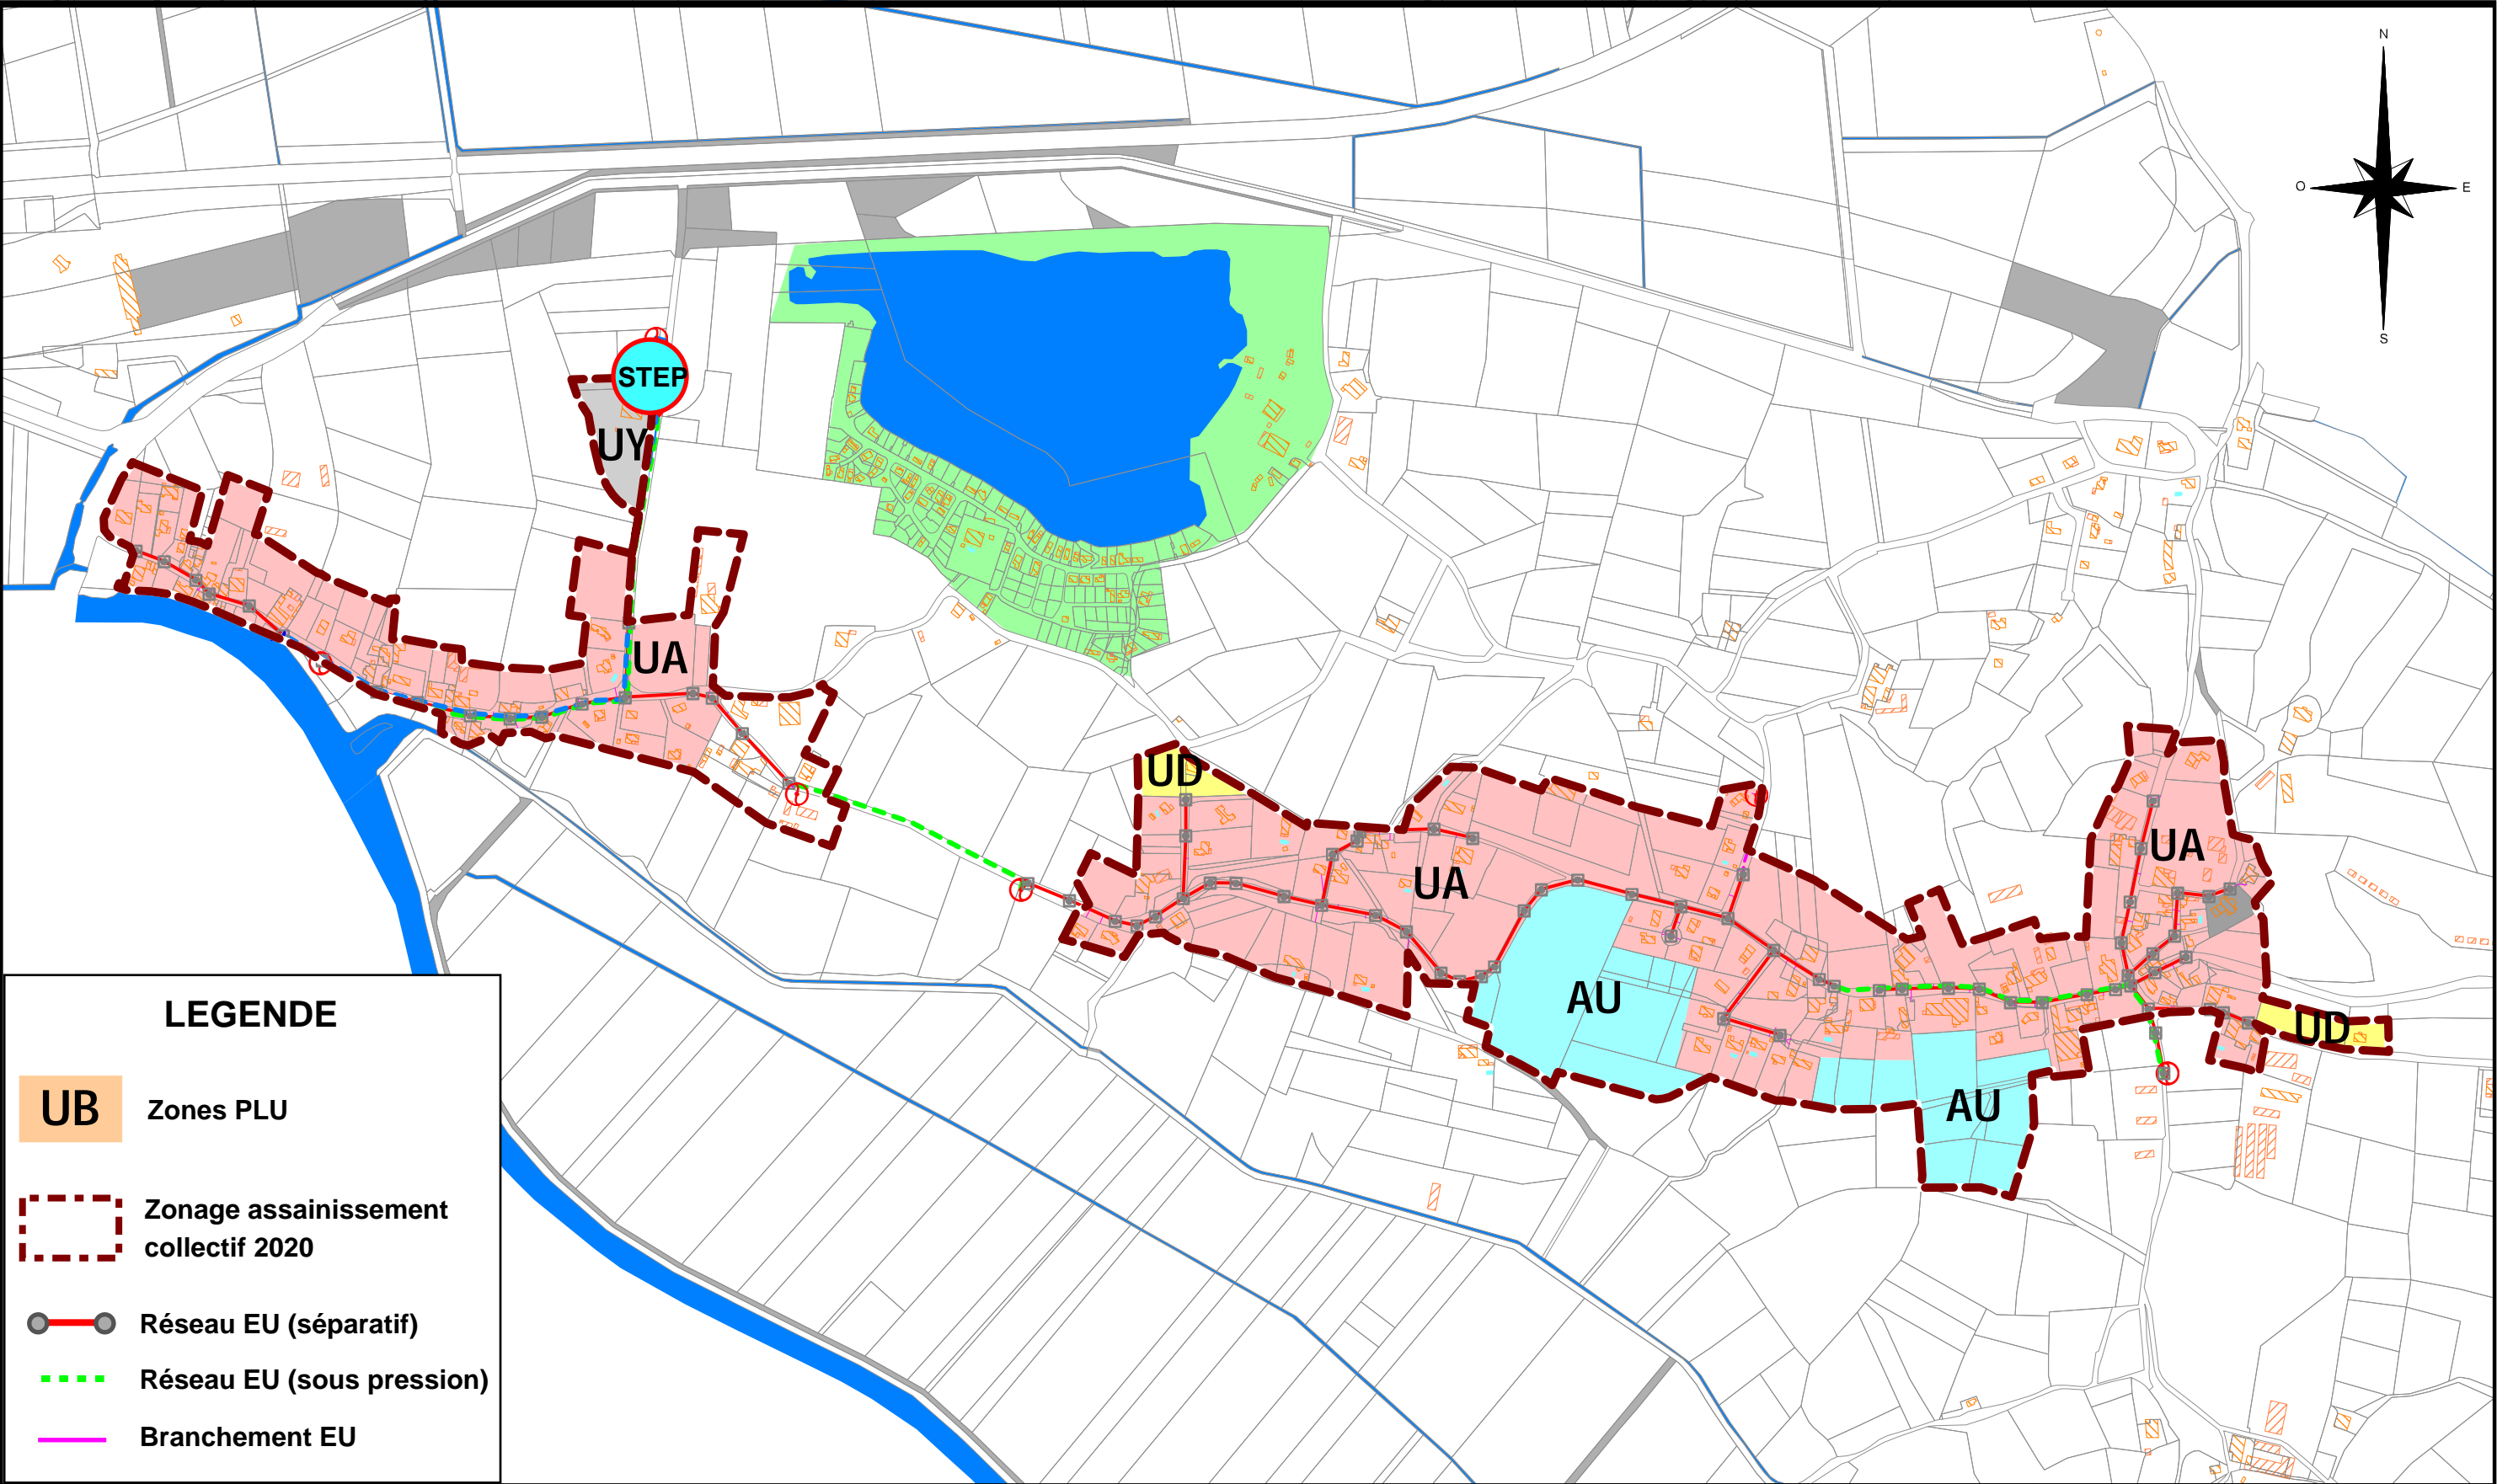 N
O
E
S
STEP
UY
UA
UD
UA
UA
AU
AU
UD
LEGENDE
UB
Zones PLU
Zonage assainissement
collectif 2020
Réseau EU (séparatif)
Réseau EU (sous pression)
Branchement EU